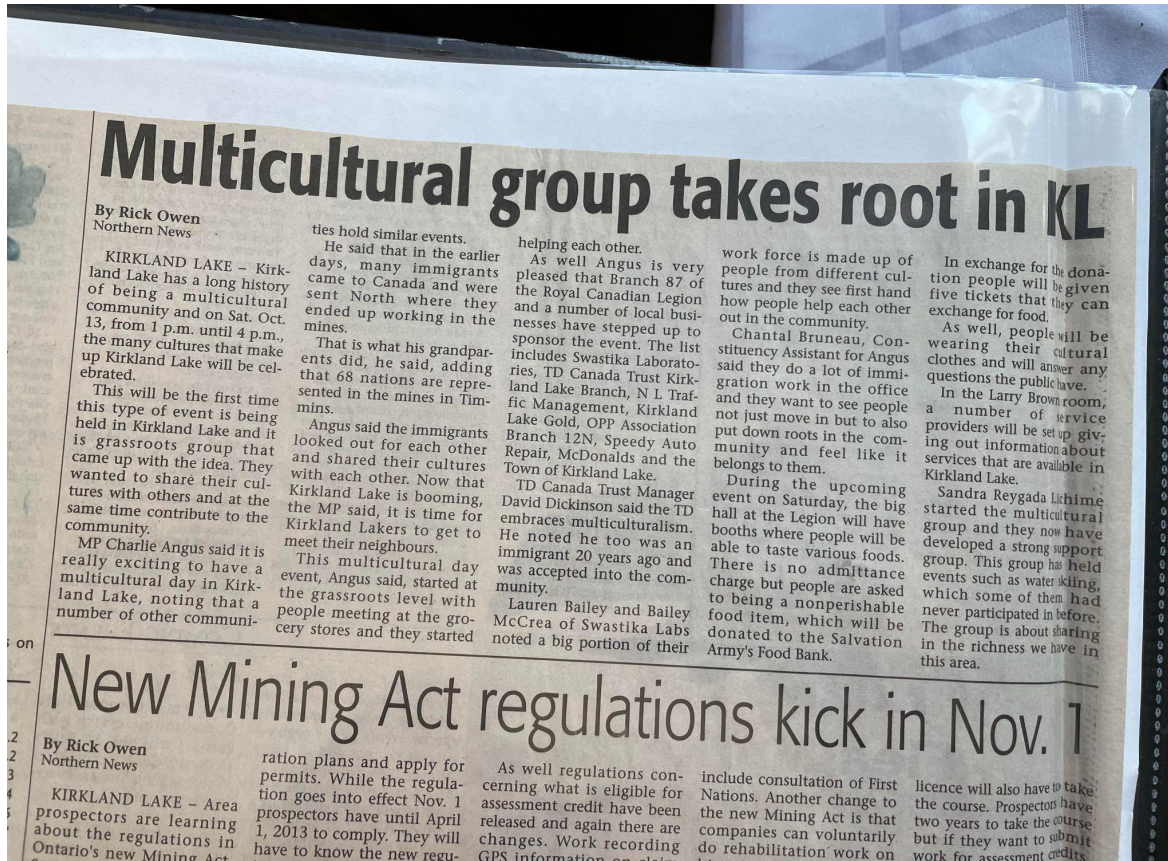 Multicultural group takes root in KL
By Rick Owen
Northern News
KIRKLAND LAKE – Kirk-
land Lake has a long history
of being a multicultural
community and on Sat. Oct.
13, from 1 p.m. until 4 p.m.,
the many cultures that make
up Kirkland Lake will be cel-
ebrated.
This will be the first time
this type of event is being
held in Kirkland Lake and it
is grassroots group that
came up with the idea. They
wanted to share their cul-
tures with others and at the
same time contribute to the
community.
MP Charlie Angus said it is
really exciting to have a
multicultural day in Kirk-
land Lake, noting that a
number of other communi-
ties hold similar events.
He said that in the earlier
days, many immigrants
came to Canada and were
sent North where they
ended up working in the
mines.
That is what his grandpar-
ents did, he said, adding
that 68 nations are repre-
sented in the mines in Tim-
mins.
Angus said the immigrants
looked out for each other
and shared their cultures
with each other. Now that
Kirkland Lake is booming,
the MP said, it is time for
Kirkland Lakers to get to
meet their neighbours.
This multicultural day
event, Angus said, started at
the grassroots level with
people meeting at the gro-
cery stores and they started
helping each other.
As well Angus is very
pleased that Branch 87 of
the Royal Canadian Legion
and a number of local busi-
nesses have stepped up to
sponsor the event. The list
includes Swastika Laborato-
ries, TD Canada Trust Kirk-
land Lake Branch, N L Traf-
fic Management, Kirkland
Lake Gold, OPP Association
Branch 12N, Speedy Auto
Repair, McDonalds and the
Town of Kirkland Lake.
TD Canada Trust Manager
David Dickinson said the TD
embraces multiculturalism.
He noted he too was an
immigrant 20 years ago and
was accepted into the com-
munity.
Lauren Bailey and Bailey
McCrea of Swastika Labs
noted a big portion of their
work force is made up of
people from different cul-
tures and they see first hand
how people help each other
out in the community.
Chantal Bruneau, Con-
stituency Assistant for Angus
said they do a lot of immi-
gration work in the office
and they want to see people
not just move in but to also
put down roots in the com-
munity and feel like it
belongs to them.
During the upcoming
event on Saturday, the big
hall at the Legion will have
booths where people will be
able to taste various foods.
There is no admittance
charge but people are asked
to being a nonperishable
food item, which will be
donated to the Salvation
Army's Food Bank.
In exchange for the dona-
tion people will be given
five tickets that they can
exchange for food.
As well, people will be
wearing their cultural
clothes and will answer any
questions the public have.
In the Larry Brown room,
a number of service
providers will be set up giv-
ing out information about
services that are available in
Kirkland Lake.
Sandra Reygada Lichime
started the multicultural
group and they now have
developed a strong support
group. This group has held
events such as water skiing,
which some of them had
never participated in before.
The group is about sharing
in the richness we have in
this area.
s on
New Mining Act regulations kick in Nov. 1
.2
.2
3
By Rick Owen
Northern News
KIRKLAND LAKE – Area
prospectors are learning
about the regulations in
Ontario's new Mining Act
ration plans and apply for
permits. While the regula-
tion goes into effect Nov. 1
prospectors have until April
1, 2013 to comply. They will
have to know the new regu-
As well regulations con-
cerning what is eligible for
assessment credit have been
released and again there are
changes. Work recording
GPS information on
include consultation of First
Nations. Another change to
the new Mining Act is that
companies can voluntarily
do rehabilitation work on
licence will also have to take
the course. Prospectors have
two years to take the course
but if they want to submit
work for assessment credits